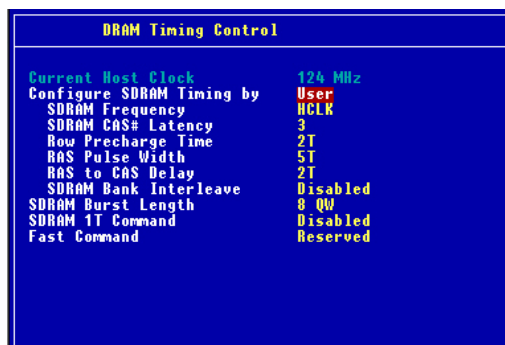 DRAM Timing Control
Current Host Clock 124 MHz
Configure SDRAM Timing by User
SDRAM Frequency HCLK
SDRAM CAS# Latency 3
Row Precharge Time 2T
RAS Pulse Width 5T
RAS to CAS Delay 2T
SDRAM Bank Interleave Disabled
SDRAM Burst Length 8 QW
SDRAM 1T Command Disabled
Fast Command Reserved